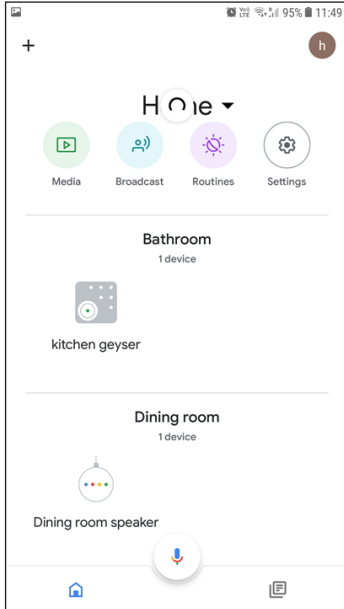 95% 11:49
h
Media Broadcast Routines Settings
Bathroom
1 device
kitchen geyser
Dining room
1 device
Dining room speaker